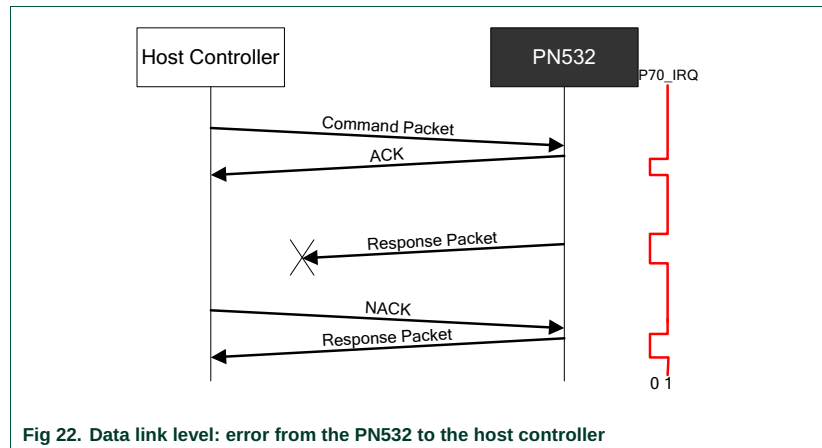 Host Controller
PN532
P70_IRQ
Command Packet
ACK
Response Packet
NACK
Response Packet
0 1
Fig 22. Data link level: error from the PN532 to the host controller